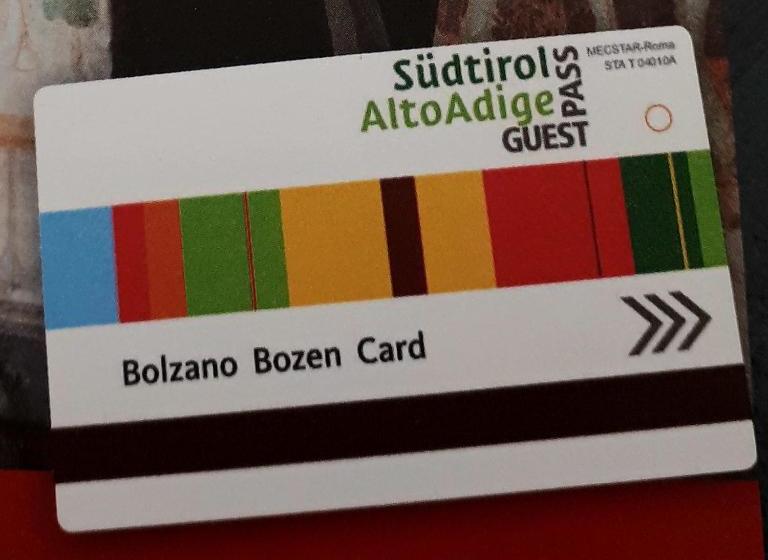 Südtirol
AltoAdige
GUEST
PASS
MECSTAR-Roma
STA T 04010A
Bolzano Bozen Card